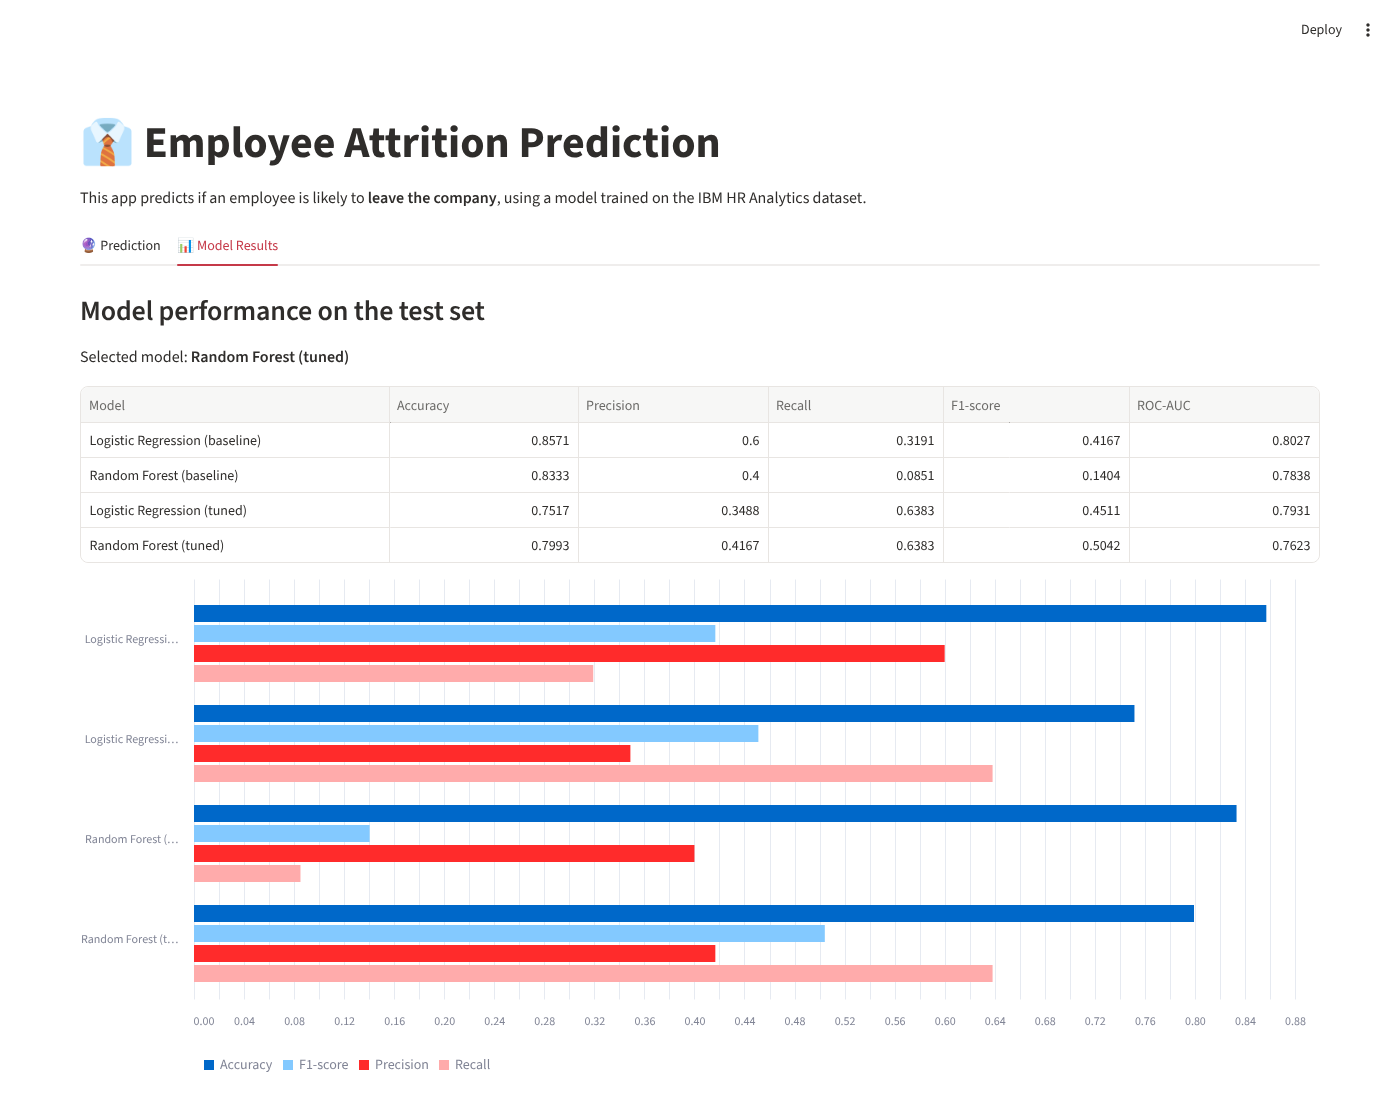 Deploy
Employee Attrition Prediction
This app predicts if an employee is likely to leave the company, using a model trained on the IBM HR Analytics dataset.
Prediction Model Results
Model performance on the test set
Selected model: Random Forest (tuned)
Model Accuracy Precision Recall F1-score ROC-AUC
Logistic Regression (baseline) 0.8571 0.6 0.3191 0.4167 0.8027
Random Forest (baseline) 0.8333 0.4 0.0851 0.1404 0.7838
Logistic Regression (tuned) 0.7517 0.3488 0.6383 0.4511 0.7931
Random Forest (tuned) 0.7993 0.4167 0.6383 0.5042 0.7623
Logistic Regressi…
Logistic Regressi…
Random Forest (…
Random Forest (t…
0.00 0.04 0.08 0.12 0.16 0.20 0.24 0.28 0.32 0.36 0.40 0.44 0.48 0.52 0.56 0.60 0.64 0.68 0.72 0.76 0.80 0.84 0.88
Accuracy F1-score Precision Recall